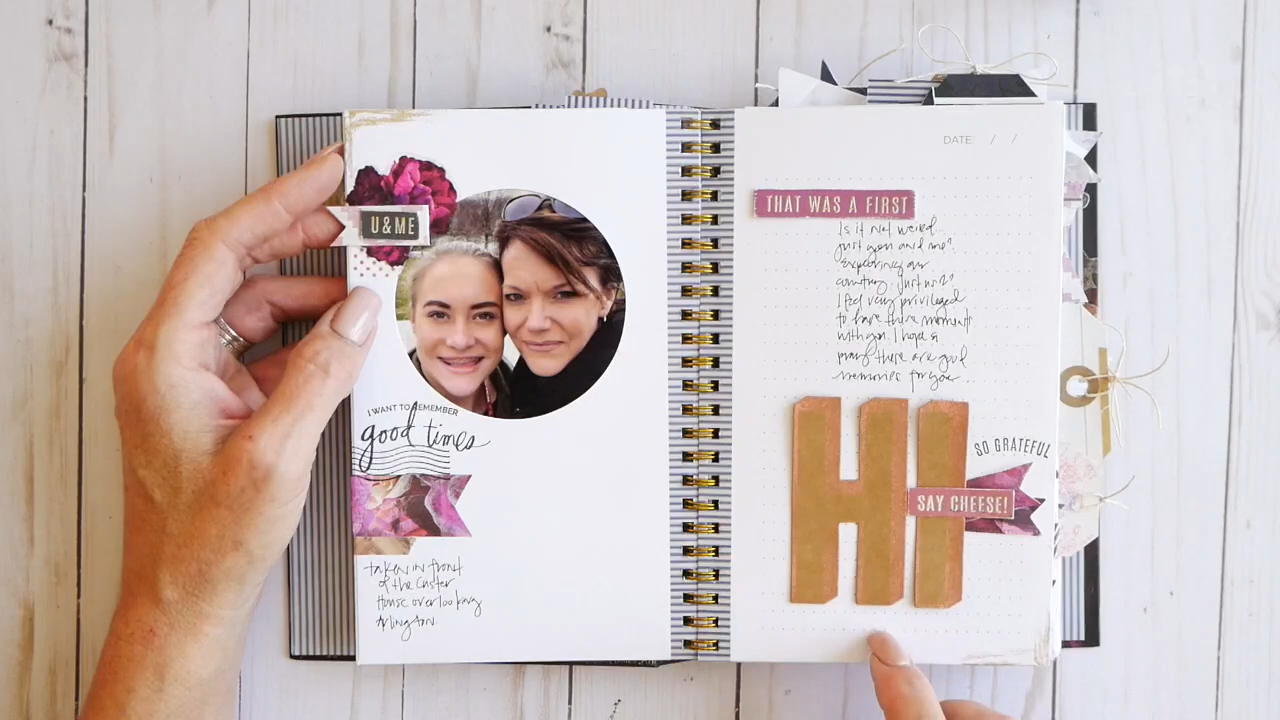 U&ME
I WANT TO REMEMBER
good times
taken in front
of the Custer
House overlooking
Arlington
DATE / /
THAT WAS A FIRST
Is it not weird
just you and me?
exploring our
country just us?
I feel very privileged
to have these moments
with you I hope &
pray these are good
memories for you...
HI
SO GRATEFUL
SAY CHEESE!